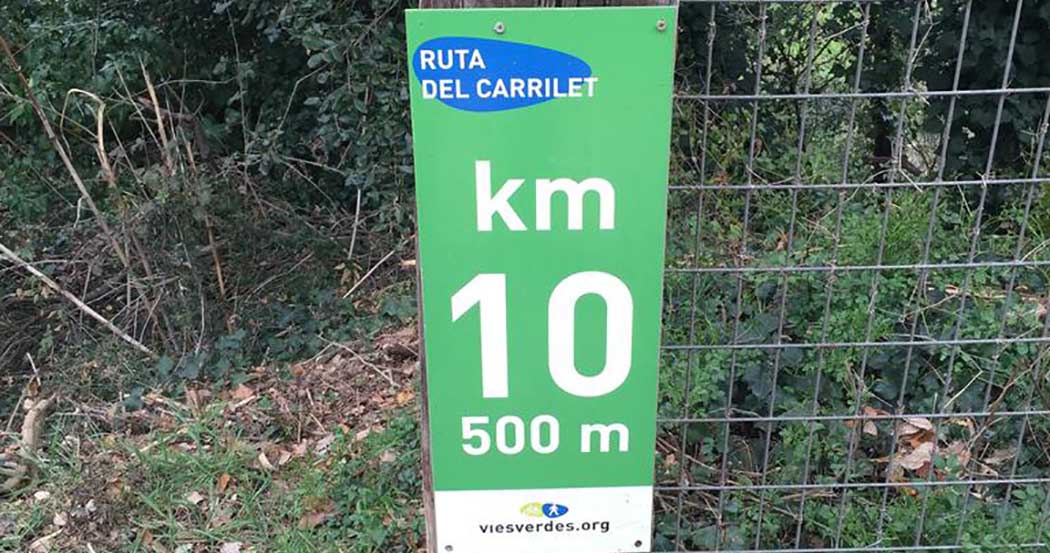 RUTA
DEL CARRILET
km
10
500 m
viesverdes.org